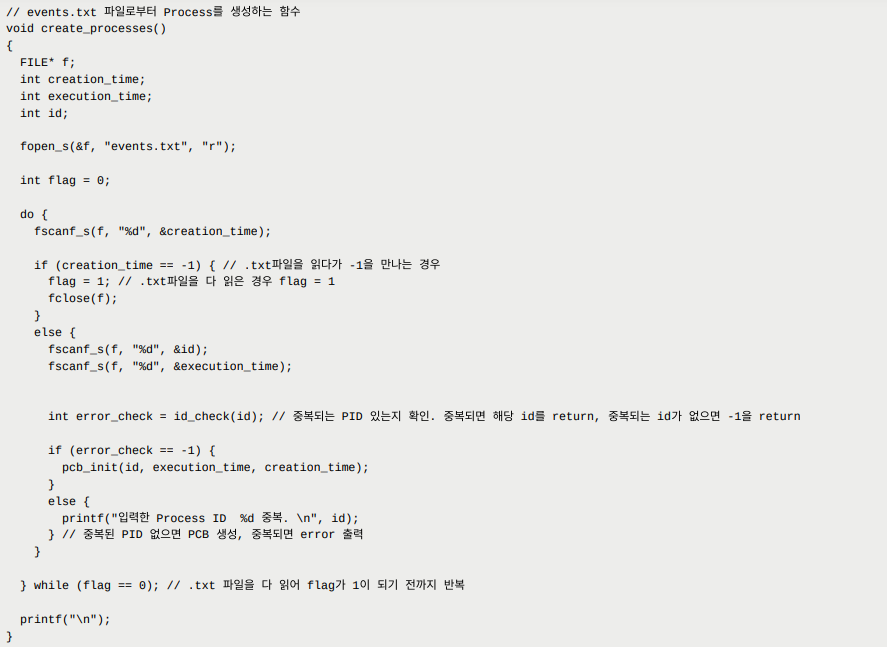 // events.txt 파일로부터 Process를 생성하는 함수
void create_processes()
{
  FILE* f;
  int creation_time;
  int execution_time;
  int id;

  fopen_s(&f, "events.txt", "r");

  int flag = 0;

  do {
    fscanf_s(f, "%d", &creation_time);

    if (creation_time == -1) { // .txt파일을 읽다가 -1을 만나는 경우
      flag = 1; // .txt파일을 다 읽은 경우 flag = 1
      fclose(f);
    }
    else {
      fscanf_s(f, "%d", &id);
      fscanf_s(f, "%d", &execution_time);


      int error_check = id_check(id); // 중복되는 PID 있는지 확인. 중복되면 해당 id를 return, 중복되는 id가 없으면 -1을 return

      if (error_check == -1) {
        pcb_init(id, execution_time, creation_time);
      }
      else {
        printf("입력한 Process ID  %d 중복. \n", id);
      } // 중복된 PID 없으면 PCB 생성, 중복되면 error 출력
    }

  } while (flag == 0); // .txt 파일을 다 읽어 flag가 1이 되기 전까지 반복

  printf("\n");
}